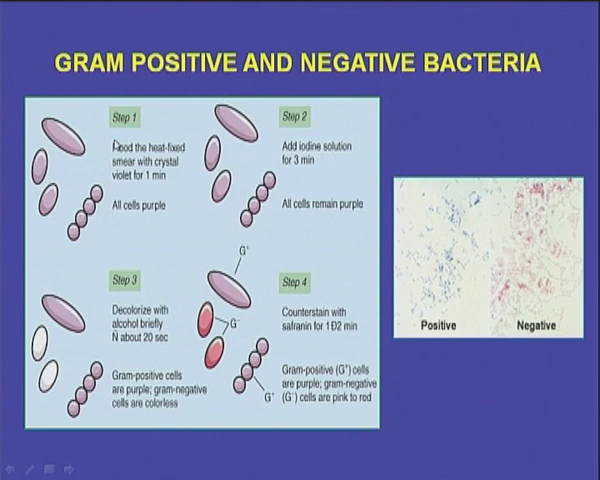 GRAM POSITIVE AND NEGATIVE BACTERIA
Step 1
Flood the heat-fixed
smear with crystal
violet for 1 min
All cells purple
Step 2
Add iodine solution
for 3 min
All cells remain purple
Step 3
Decolorize with
alcohol briefly
Ñ about 20 sec
Gram-positive cells
are purple; gram-negative
cells are colorless
G⁺
Step 4
G⁻
Counterstain with
safranin for 1Ð2 min
Gram-positive (G⁺) cells
are purple; gram-negative
(G⁻) cells are pink to red
G⁺
Positive
Negative